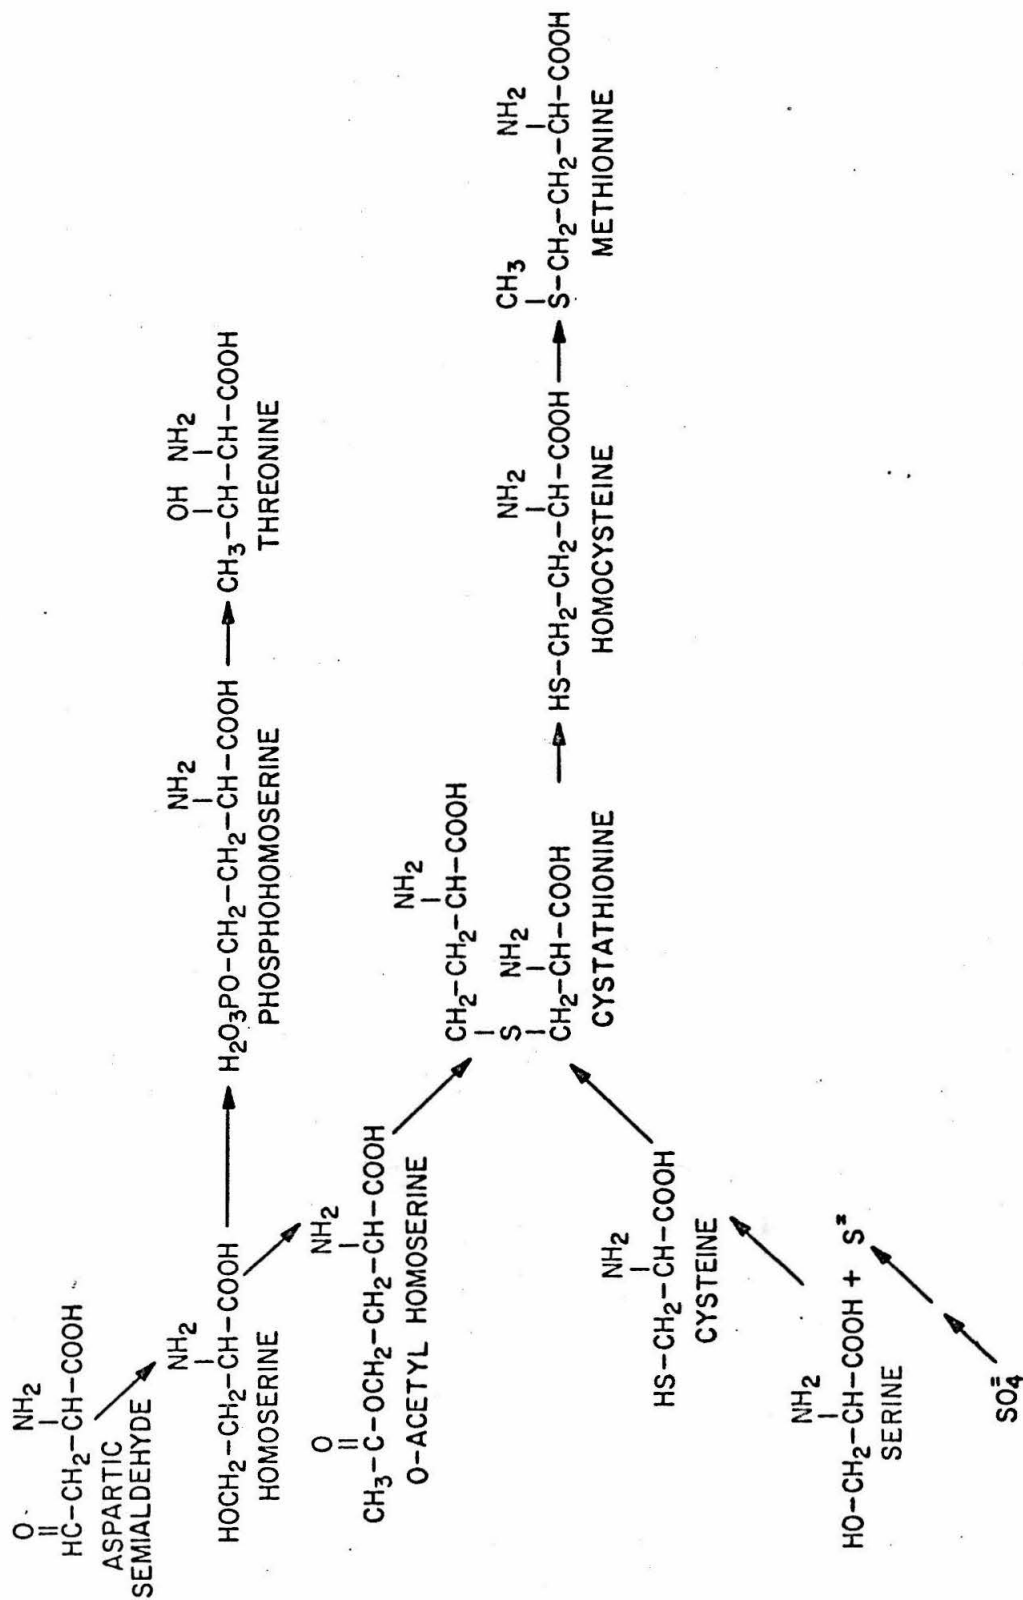 O
||
NH2
HC-CH2-CH-COOH
ASPARTIC
SEMIALDEHYDE
NH2
HOCH2-CH2-CH-COOH
HOMOSERINE
NH2
H2O3PO-CH2-CH2-CH-COOH
PHOSPHOHOMOSERINE
OH NH2
CH3-CH-CH-COOH
THREONINE
O
||
NH2
CH3-C-OCH2-CH2-CH-COOH
O-ACETYL HOMOSERINE
NH2
CH2-CH2-CH-COOH
S
NH2
CH2-CH-COOH
CYSTATHIONINE
NH2
HS-CH2-CH2-CH-COOH
HOMOCYSTEINE
CH3
NH2
S-CH2-CH2-CH-COOH
METHIONINE
NH2
HS-CH2-CH-COOH
CYSTEINE
NH2
HO-CH2-CH-COOH + S=
SERINE
SO4=